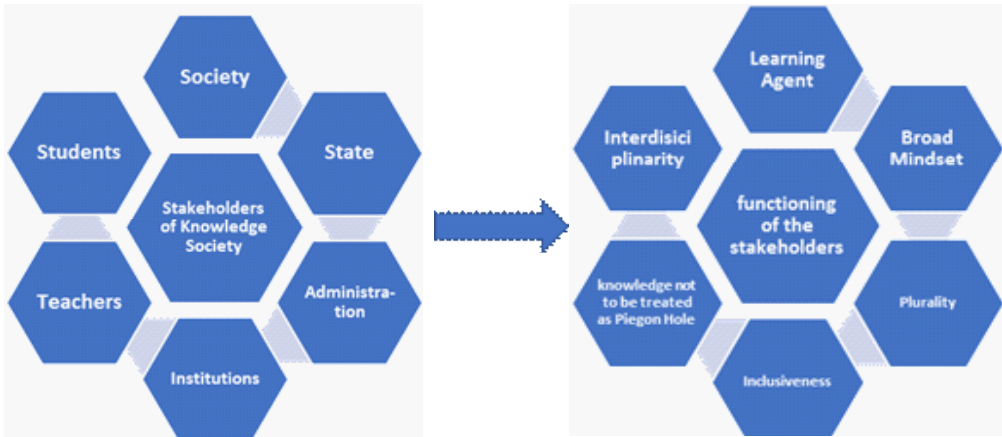 Society
Students
State
Stakeholders
of Knowledge
Society
Teachers
Administra-
tion
Institutions
Learning
Agent
Interdisici
plinarity
Broad
Mindset
functioning
of the
stakeholders
knowledge not
to be treated
as Piegon Hole
Plurality
Inclusiveness